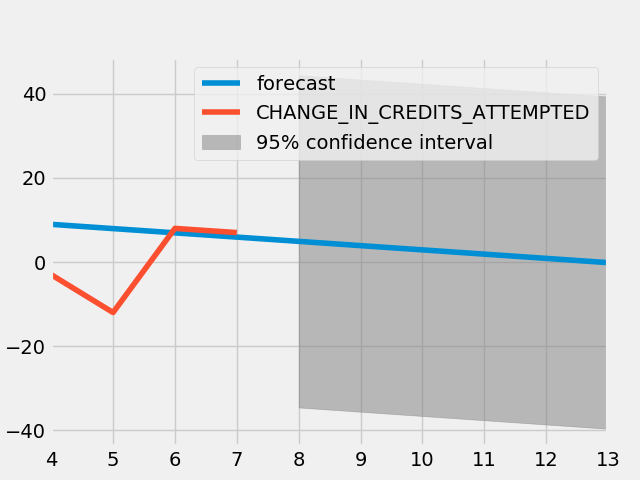 forecast
CHANGE_IN_CREDITS_ATTEMPTED
95% confidence interval
40
20
0
−20
−40
4 5 6 7 8 9 10 11 12 13